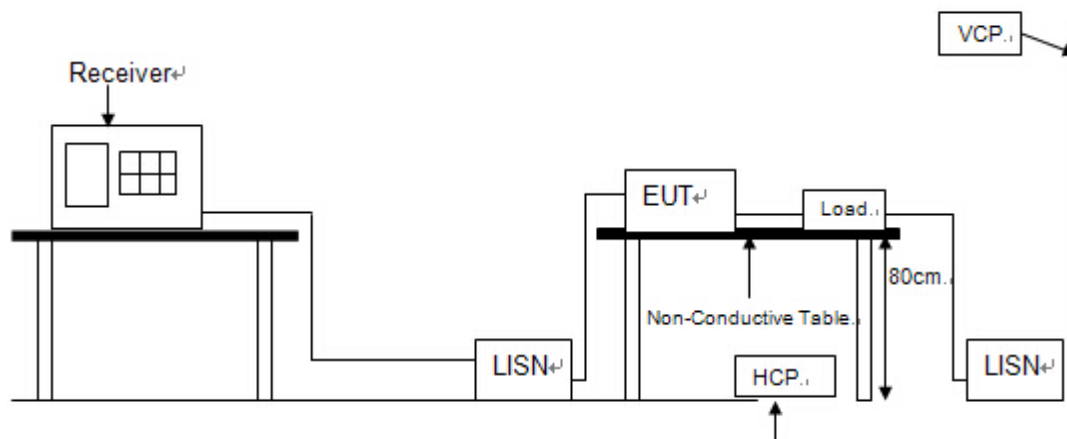 VCP.
Receiver↵
EUT↵
Load.
80cm.
Non-Conductive Table.
LISN↵
HCP.
LISN↵